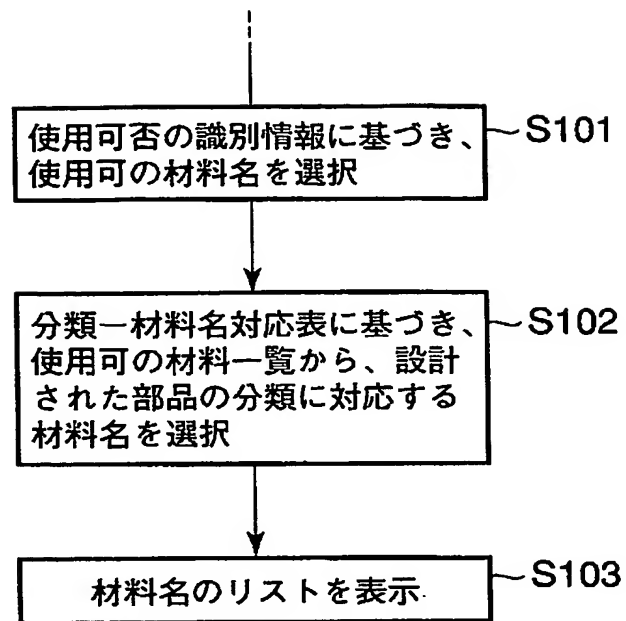 使用可否の識別情報に基づき、
使用可の材料名を選択
S101
分類ー材料名対応表に基づき、
使用可の材料一覧から、設計
された部品の分類に対応する
材料名を選択
S102
材料名のリストを表示
S103